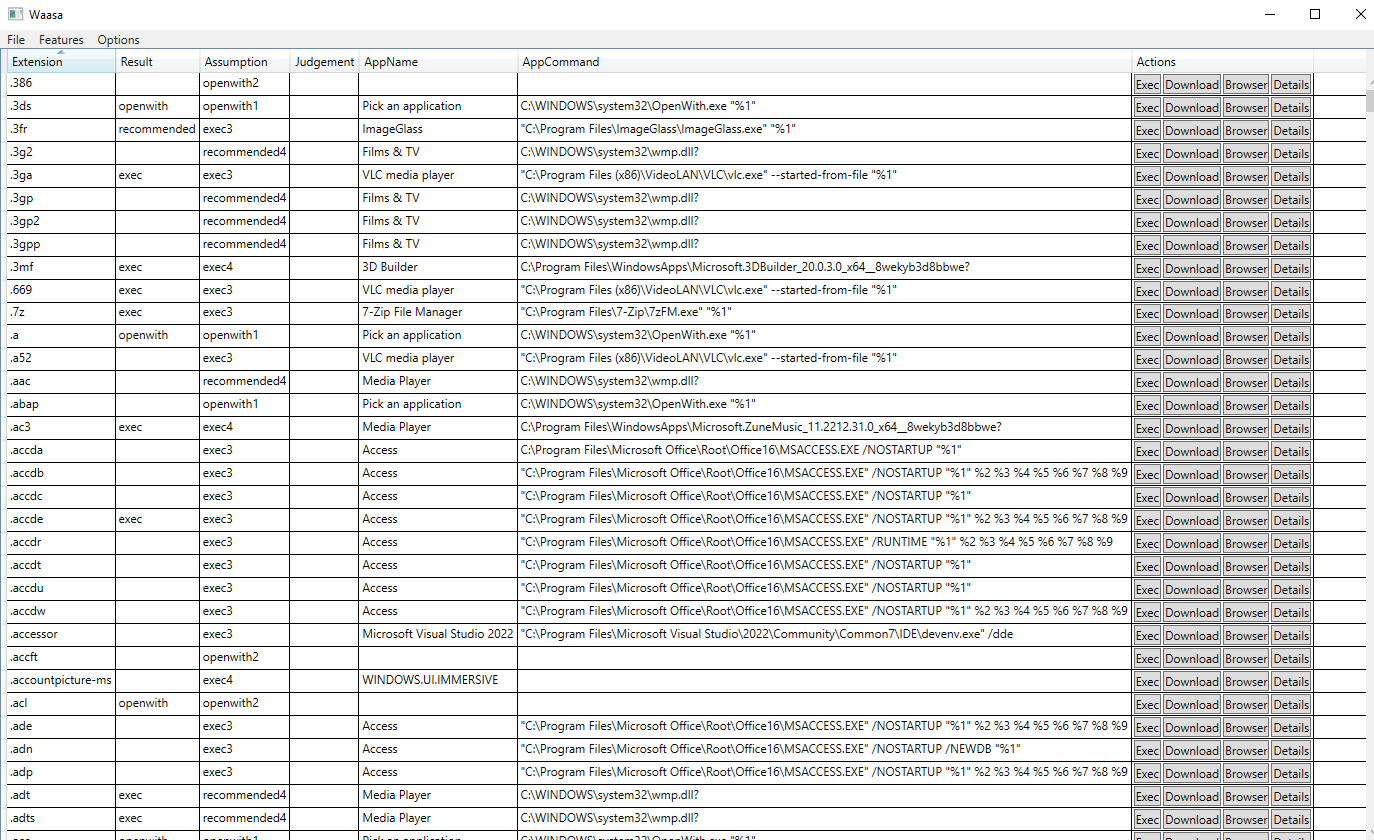 Waasa
File Features Options
Extension Result Assumption Judgement AppName AppCommand Actions
.386 openwith2 Exec Download Browser Details
.3ds openwith openwith1 Pick an application C:\WINDOWS\system32\OpenWith.exe "%1" Exec Download Browser Details
.3fr recommended exec3 ImageGlass "C:\Program Files\ImageGlass\ImageGlass.exe" "%1" Exec Download Browser Details
.3g2 recommended4 Films & TV C:\WINDOWS\system32\wmp.dll? Exec Download Browser Details
.3ga exec exec3 VLC media player "C:\Program Files (x86)\VideoLAN\VLC\vlc.exe" --started-from-file "%1" Exec Download Browser Details
.3gp recommended4 Films & TV C:\WINDOWS\system32\wmp.dll? Exec Download Browser Details
.3gp2 recommended4 Films & TV C:\WINDOWS\system32\wmp.dll? Exec Download Browser Details
.3gpp recommended4 Films & TV C:\WINDOWS\system32\wmp.dll? Exec Download Browser Details
.3mf exec exec4 3D Builder C:\Program Files\WindowsApps\Microsoft.3DBuilder_20.0.3.0_x64__8wekyb3d8bbwe? Exec Download Browser Details
.669 exec exec3 VLC media player "C:\Program Files (x86)\VideoLAN\VLC\vlc.exe" --started-from-file "%1" Exec Download Browser Details
.7z exec exec3 7-Zip File Manager "C:\Program Files\7-Zip\7zFM.exe" "%1" Exec Download Browser Details
.a openwith openwith1 Pick an application C:\WINDOWS\system32\OpenWith.exe "%1" Exec Download Browser Details
.a52 exec3 VLC media player "C:\Program Files (x86)\VideoLAN\VLC\vlc.exe" --started-from-file "%1" Exec Download Browser Details
.aac recommended4 Media Player C:\WINDOWS\system32\wmp.dll? Exec Download Browser Details
.abap openwith1 Pick an application C:\WINDOWS\system32\OpenWith.exe "%1" Exec Download Browser Details
.ac3 exec exec4 Media Player C:\Program Files\WindowsApps\Microsoft.ZuneMusic_11.2212.31.0_x64__8wekyb3d8bbwe? Exec Download Browser Details
.accda exec3 Access C:\Program Files\Microsoft Office\Root\Office16\MSACCESS.EXE /NOSTARTUP "%1" Exec Download Browser Details
.accdb exec3 Access "C:\Program Files\Microsoft Office\Root\Office16\MSACCESS.EXE" /NOSTARTUP "%1" %2 %3 %4 %5 %6 %7 %8 %9 Exec Download Browser Details
.accdc exec3 Access "C:\Program Files\Microsoft Office\Root\Office16\MSACCESS.EXE" /NOSTARTUP "%1" Exec Download Browser Details
.accde exec exec3 Access "C:\Program Files\Microsoft Office\Root\Office16\MSACCESS.EXE" /NOSTARTUP "%1" %2 %3 %4 %5 %6 %7 %8 %9 Exec Download Browser Details
.accdr exec3 Access "C:\Program Files\Microsoft Office\Root\Office16\MSACCESS.EXE" /RUNTIME "%1" %2 %3 %4 %5 %6 %7 %8 %9 Exec Download Browser Details
.accdt exec3 Access "C:\Program Files\Microsoft Office\Root\Office16\MSACCESS.EXE" /NOSTARTUP "%1" Exec Download Browser Details
.accdu exec3 Access "C:\Program Files\Microsoft Office\Root\Office16\MSACCESS.EXE" /NOSTARTUP "%1" Exec Download Browser Details
.accdw exec3 Access "C:\Program Files\Microsoft Office\Root\Office16\MSACCESS.EXE" /NOSTARTUP "%1" %2 %3 %4 %5 %6 %7 %8 %9 Exec Download Browser Details
.accessor exec3 Microsoft Visual Studio 2022 "C:\Program Files\Microsoft Visual Studio\2022\Community\Common7\IDE\devenv.exe" /dde Exec Download Browser Details
.accft openwith2 Exec Download Browser Details
.accountpicture-ms exec4 WINDOWS.UI.IMMERSIVE Exec Download Browser Details
.acl openwith openwith2 Exec Download Browser Details
.ade exec3 Access "C:\Program Files\Microsoft Office\Root\Office16\MSACCESS.EXE" /NOSTARTUP "%1" %2 %3 %4 %5 %6 %7 %8 %9 Exec Download Browser Details
.adn exec3 Access "C:\Program Files\Microsoft Office\Root\Office16\MSACCESS.EXE" /NOSTARTUP /NEWDB "%1" Exec Download Browser Details
.adp exec3 Access "C:\Program Files\Microsoft Office\Root\Office16\MSACCESS.EXE" /NOSTARTUP "%1" %2 %3 %4 %5 %6 %7 %8 %9 Exec Download Browser Details
.adt exec recommended4 Media Player C:\WINDOWS\system32\wmp.dll? Exec Download Browser Details
.adts exec recommended4 Media Player C:\WINDOWS\system32\wmp.dll? Exec Download Browser Details
openwith openwith1 Pick an application C:\WINDOWS\system32\OpenWith.exe "%1" Exec Download Browser Details